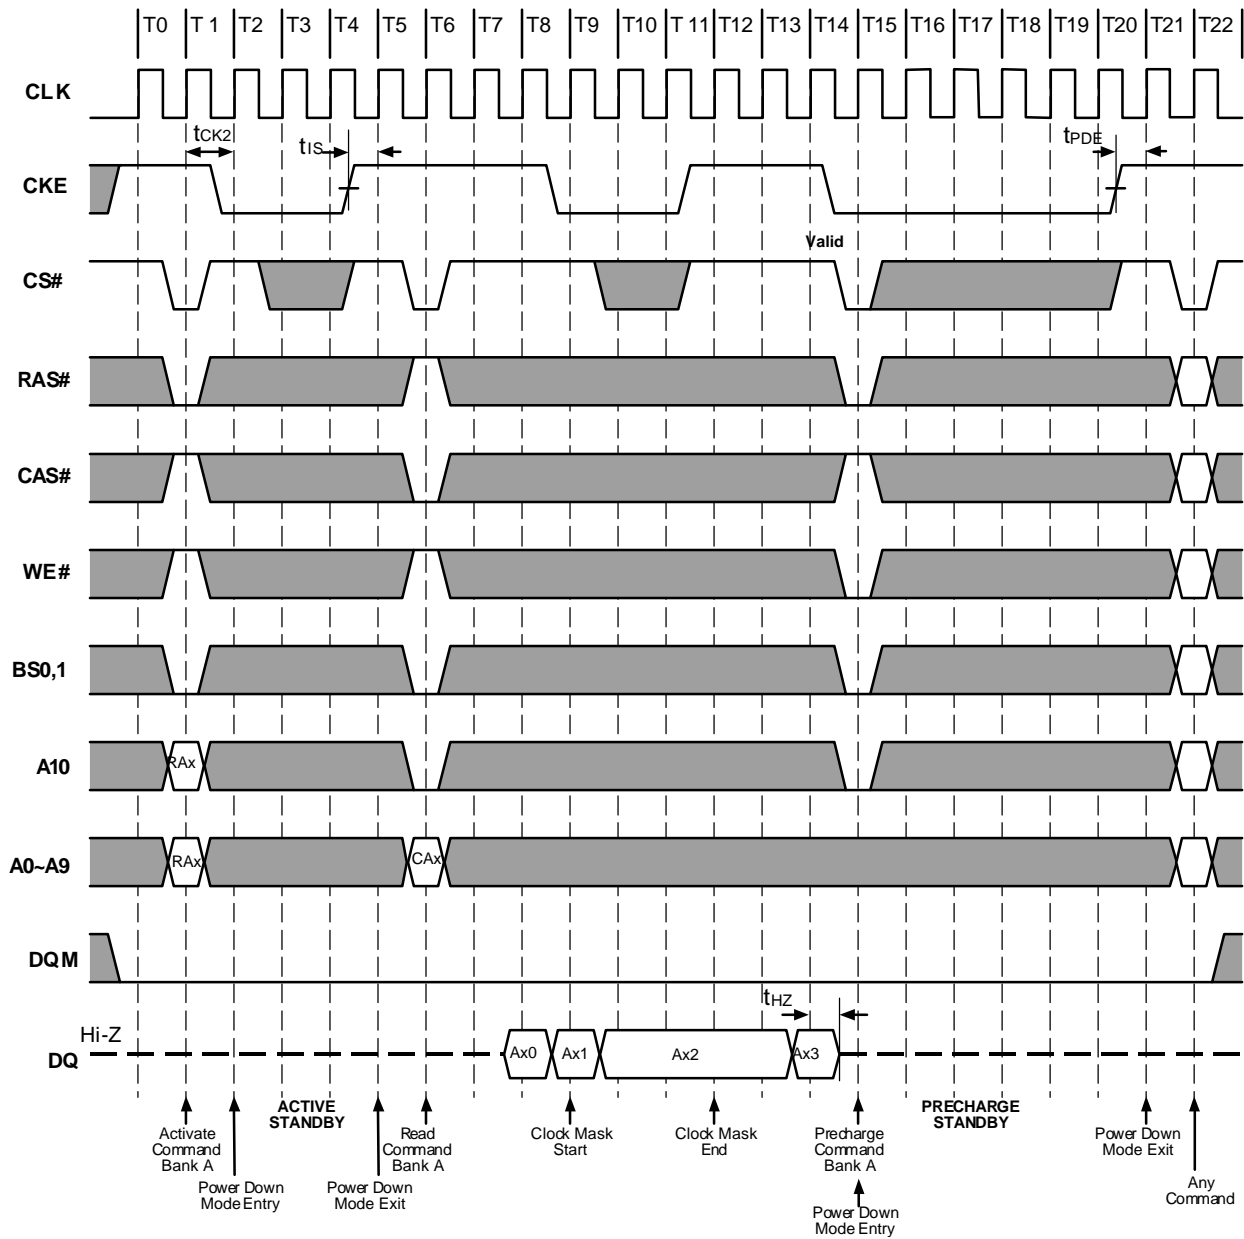 T0 T 1 T2 T3 T4 T5 T6 T7 T8 T9 T10 T 11 T12 T13 T14 T15 T16 T17 T18 T19 T20 T21 T22
CLK
tCK2
tIS
tPDE
CKE
Valid
CS#
RAS#
CAS#
WE#
BS0,1
A10
RAx
A0~A9
RAx
CAx
DQM
tHZ
Hi-Z
DQ
Ax0 Ax1 Ax2 Ax3
ACTIVE
STANDBY
PRECHARGE
STANDBY
Activate
Command
Bank A
Read
Command
Bank A
Clock Mask
Start
Clock Mask
End
Precharge
Command
Bank A
Power Down
Mode Exit
Power Down
Mode Entry
Power Down
Mode Exit
Any
Command
Power Down
Mode Entry